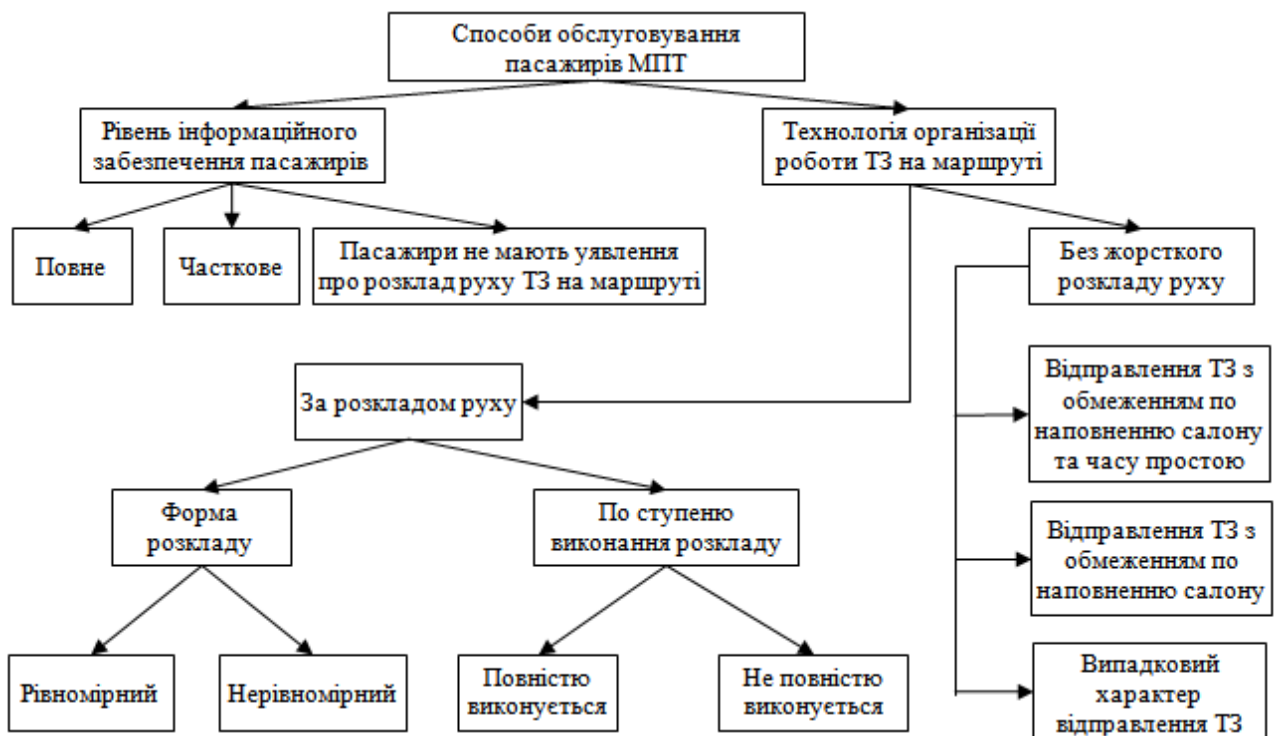 Способи обслуговування
пасажирів МПТ
Рівень інформаційного
забезпечення пасажирів
Технологія організації
роботи ТЗ на маршруті
Повне
Часткове
Пасажири не мають уявлення
про розклад руху ТЗ на маршруті
Без жорсткого
розкладу руху
За розкладом руху
Відправлення ТЗ з
обмеженням по
наповненню салону
та часу простою
Форма
розкладу
По ступеню
виконання розкладу
Відправлення ТЗ з
обмеженням по
наповненню салону
Рівномірний
Нерівномірний
Повністю
виконується
Не повністю
виконується
Випадковий
характер
відправлення ТЗ